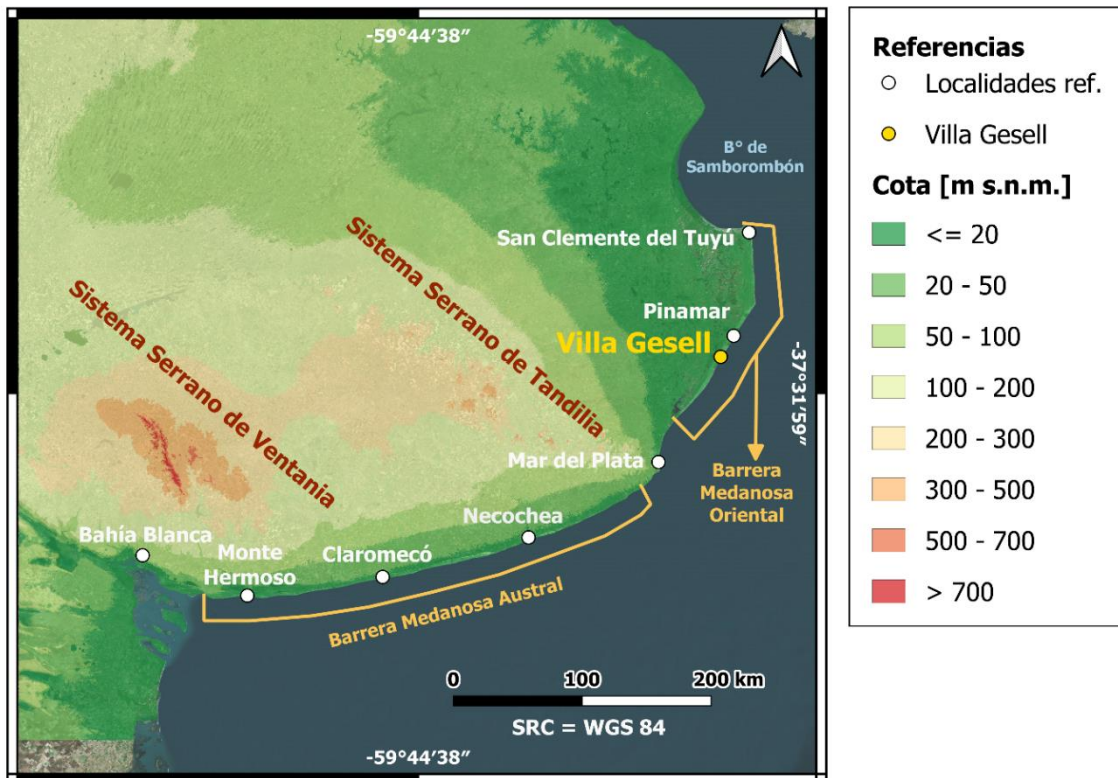 -59°44′38″
B° de
Samborombón
San Clemente del Tuyú
Pinamar
Villa Gesell
-37°31′59″
Sistema Serrano de Tandilia
Sistema Serrano de Ventania
Mar del Plata
Barrera
Medanosa
Oriental
Necochea
Bahía Blanca
Monte
Hermoso
Claromecó
Barrera Medanosa Austral
0 100 200 km
SRC = WGS 84
-59°44′38″
Referencias
Localidades ref.
Villa Gesell
Cota [m s.n.m.]
<= 20
20 - 50
50 - 100
100 - 200
200 - 300
300 - 500
500 - 700
> 700